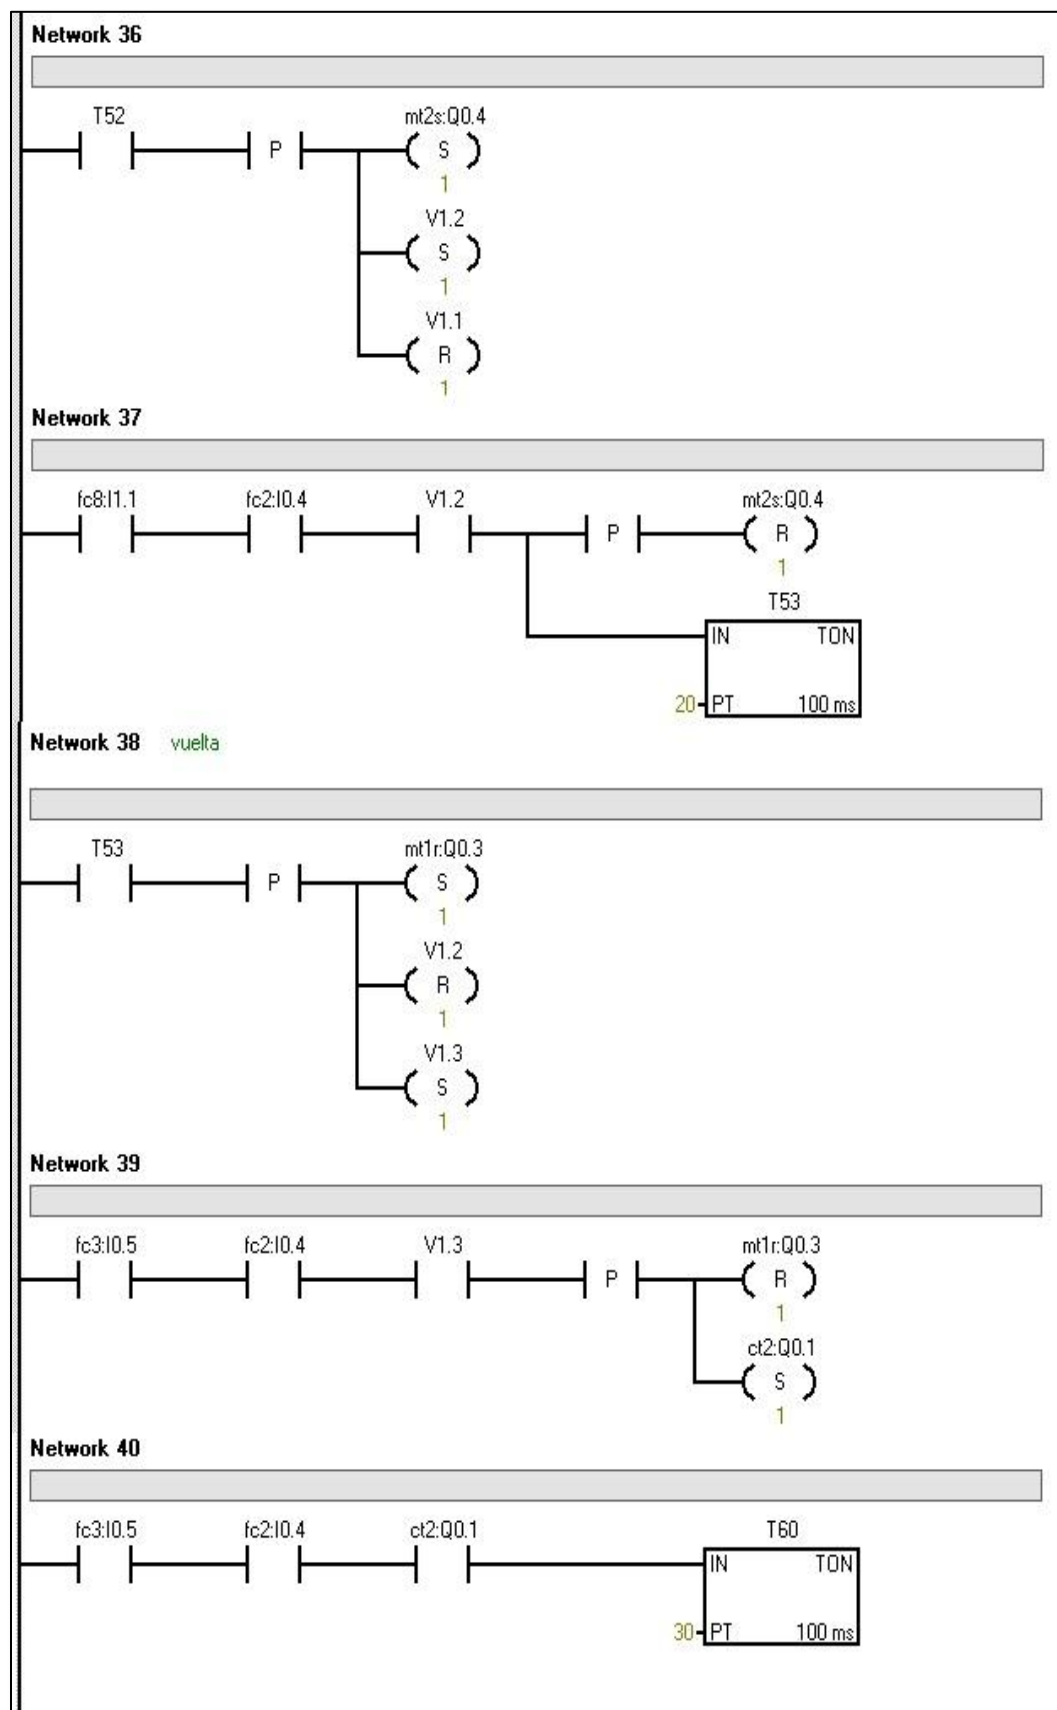 Network 36
T52
mt2s:Q0.4
P
S
1
V1.2
S
1
V1.1
R
1
Network 37
fc8:I1.1 fc2:I0.4 V1.2 mt2s:Q0.4
P R
1
T53
IN TON
20 PT 100 ms
Network 38 vuelta
T53 mt1r:Q0.3
P S
1
V1.2
R
1
V1.3
S
1
Network 39
fc3:I0.5 fc2:I0.4 V1.3 mt1r:Q0.3
P R
1
ct2:Q0.1
S
1
Network 40
fc3:I0.5 fc2:I0.4 ct2:Q0.1 T60
IN TON
30 PT 100 ms